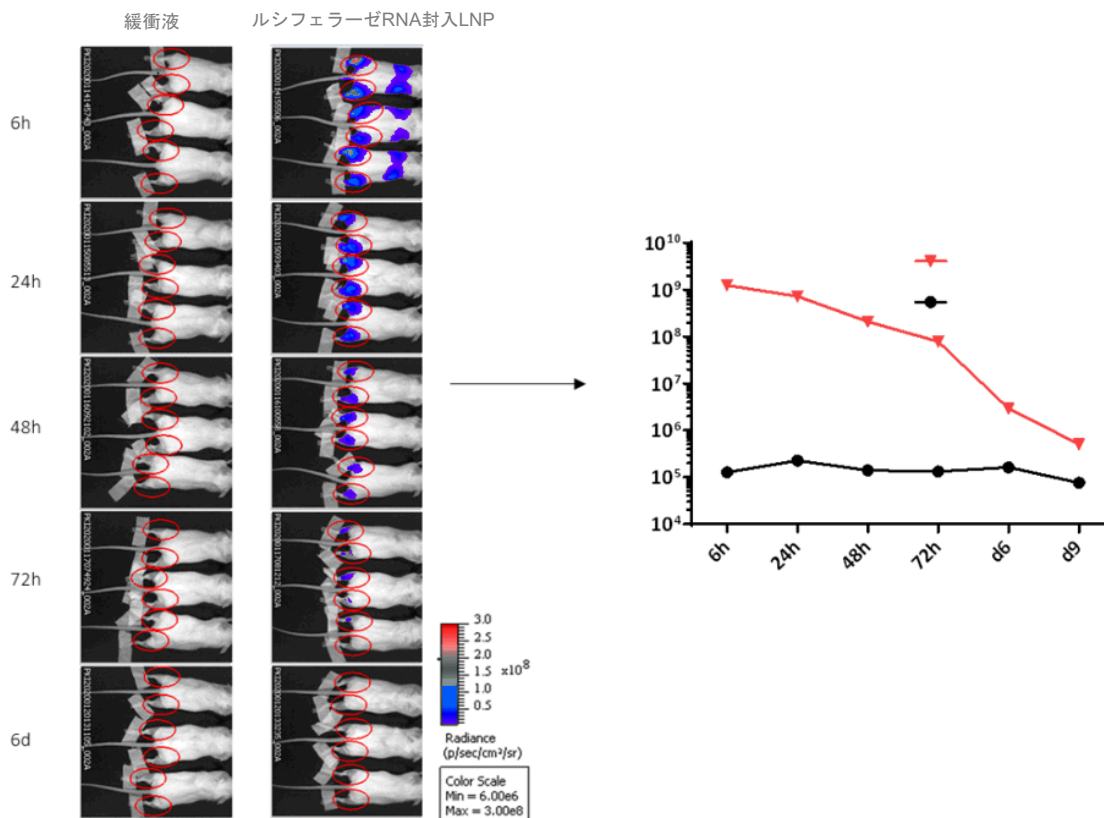 緩衝液
ルシフェラーゼRNA封入LNP
6h
24h
48h
72h
6d
3.0
2.5
2.0
1.5
1.0
0.5
x10⁸
Radiance
(p/sec/cm²/sr)
Color Scale
Min = 6.00e6
Max = 3.00e8
10¹⁰
10⁹
10⁸
10⁷
10⁶
10⁵
10⁴
6h
24h
48h
72h
d6
d9